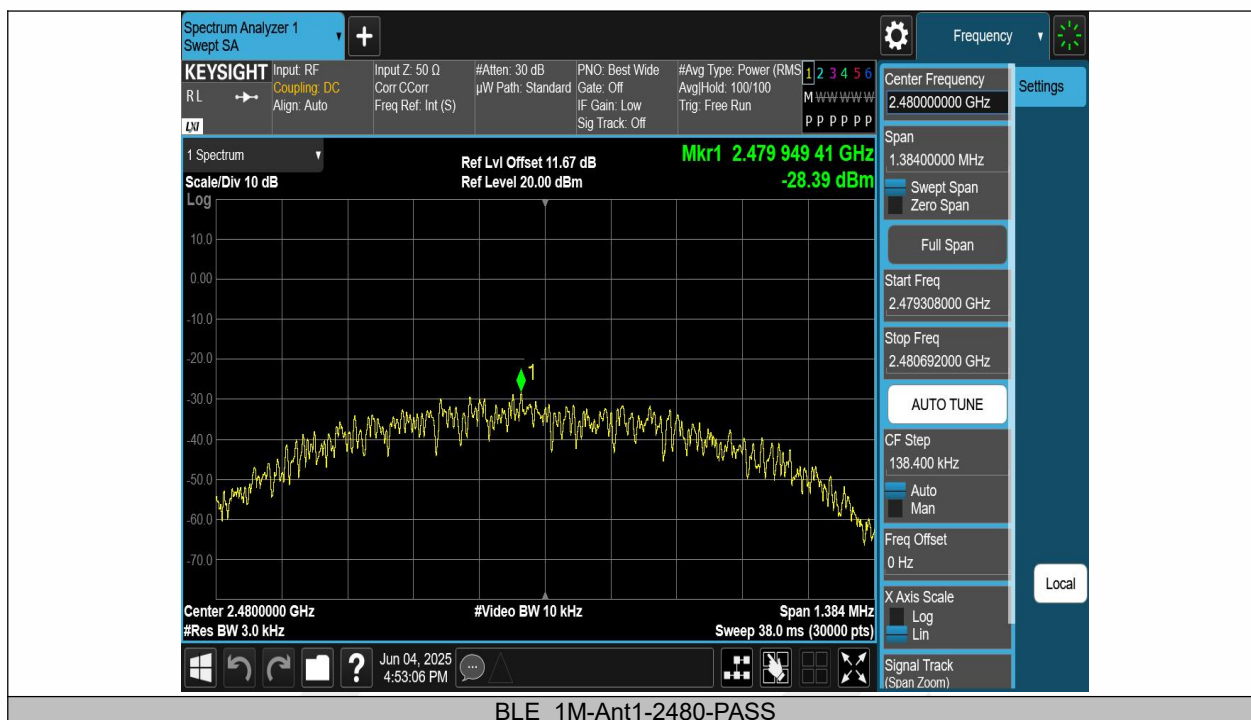 Spectrum Analyzer 1
Swept SA
+
Frequency
KEYSIGHT
RL
LXI
Input: RF
Coupling: DC
Align: Auto
Input Z: 50 Ω
Corr CCorr
Freq Ref: Int (S)
#Atten: 30 dB
µW Path: Standard
PNO: Best Wide
Gate: Off
IF Gain: Low
Sig Track: Off
#Avg Type: Power (RMS
Avg|Hold: 100/100
Trig: Free Run
1 2 3 4 5 6
M W W W W W
P P P P P P
1 Spectrum
Scale/Div 10 dB
Log
Ref Lvl Offset 11.67 dB
Ref Level 20.00 dBm
Mkr1 2.479 949 41 GHz
-28.39 dBm
10.0
0.00
-10.0
-20.0
-30.0
-40.0
-50.0
-60.0
-70.0
1
Center 2.4800000 GHz
#Res BW 3.0 kHz
#Video BW 10 kHz
Span 1.384 MHz
Sweep 38.0 ms (30000 pts)
Center Frequency
2.480000000 GHz
Settings
Span
1.38400000 MHz
Swept Span
Zero Span
Full Span
Start Freq
2.479308000 GHz
Stop Freq
2.480692000 GHz
AUTO TUNE
CF Step
138.400 kHz
Auto
Man
Freq Offset
0 Hz
X Axis Scale
Log
Lin
Signal Track
(Span Zoom)
Local
?
Jun 04, 2025
4:53:06 PM
BLE_1M-Ant1-2480-PASS